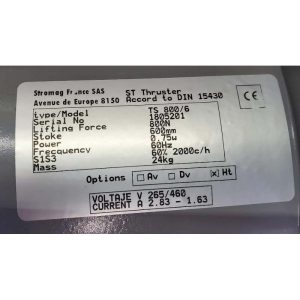 Stromag France SAS ST Thruster
Avenue de Europe 8150 Accord to DIN 15430
CE
type/Model TS 800/6
Serial No 1805201
Lifting Force 800N
Stoke 600mm
Power 0.75w
Frecquency 60Hz
S1S3 60% 2000c/h
Mass 24kg
Options □Av □Dv [x]Ht
VOLTAJE V 265/460
CURRENT A 2.83 - 1.63